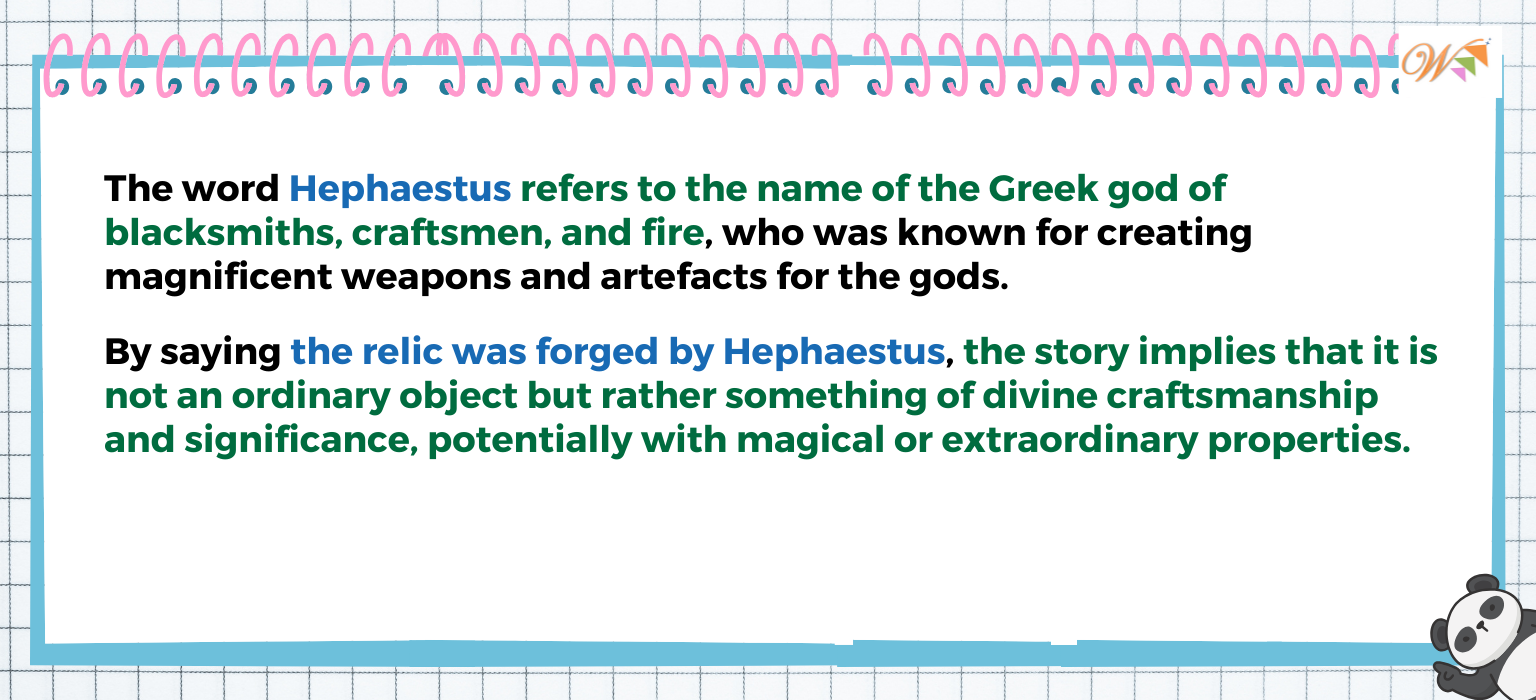 W
The word Hephaestus refers to the name of the Greek god of
blacksmiths, craftsmen, and fire, who was known for creating
magnificent weapons and artefacts for the gods.
By saying the relic was forged by Hephaestus, the story implies that it is
not an ordinary object but rather something of divine craftsmanship
and significance, potentially with magical or extraordinary properties.